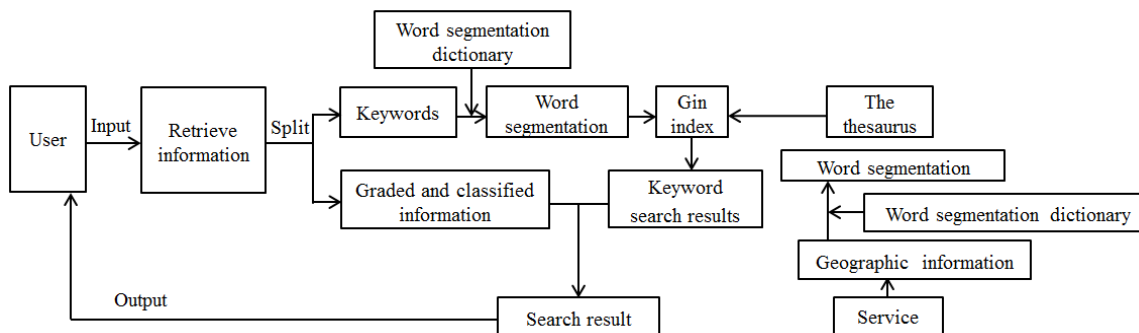 Word segmentation
dictionary
User
Input
Retrieve
information
Split
Keywords
Word
segmentation
Gin
index
The
thesaurus
Word segmentation
Graded and classified
information
Keyword
search results
Word segmentation dictionary
Geographic information
Output
Search result
Service